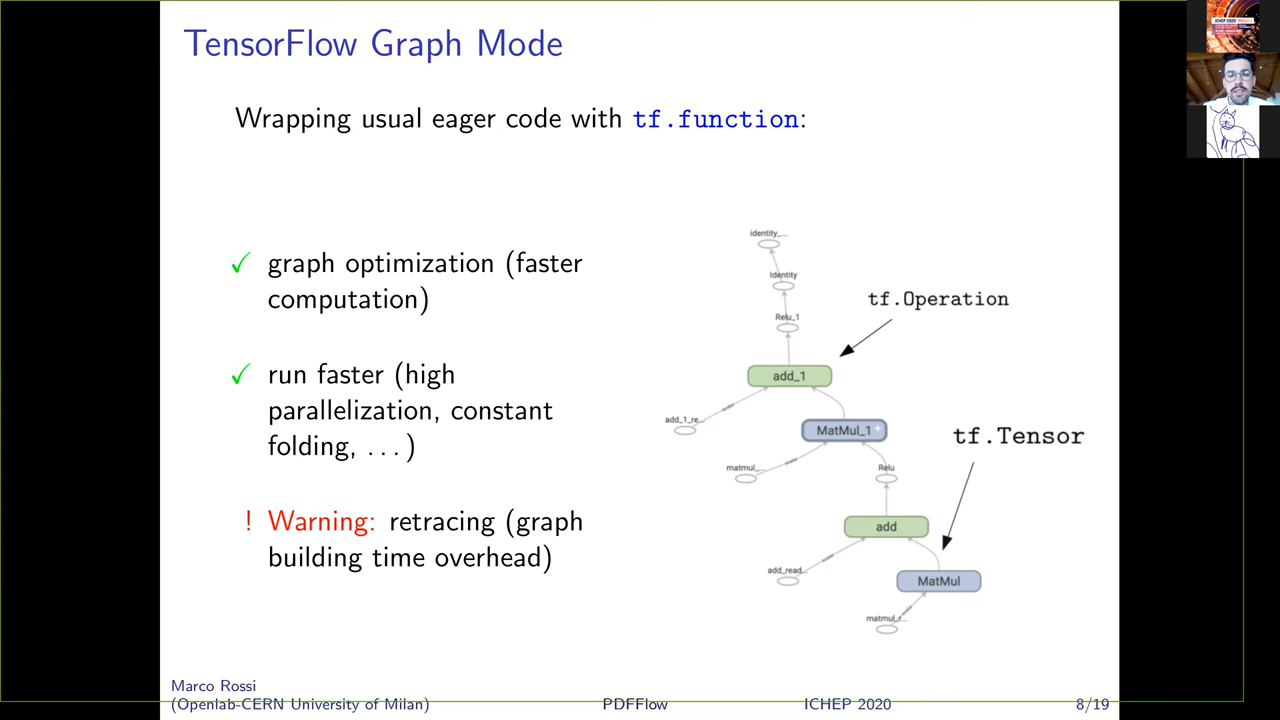 TensorFlow Graph Mode
Wrapping usual eager code with tf.function:
✓ graph optimization (faster
computation)
✓ run faster (high
parallelization, constant
folding, ...)
! Warning: retracing (graph
building time overhead)
identity_...
Identity
Relu_1
tf.Operation
add_1
add_1_re...
MatMul_1
tf.Tensor
matmul_...
Relu
add
add_read...
MatMul
matmul_r...
Marco Rossi
(Openlab-CERN University of Milan)
PDFFlow
ICHEP 2020
8/19